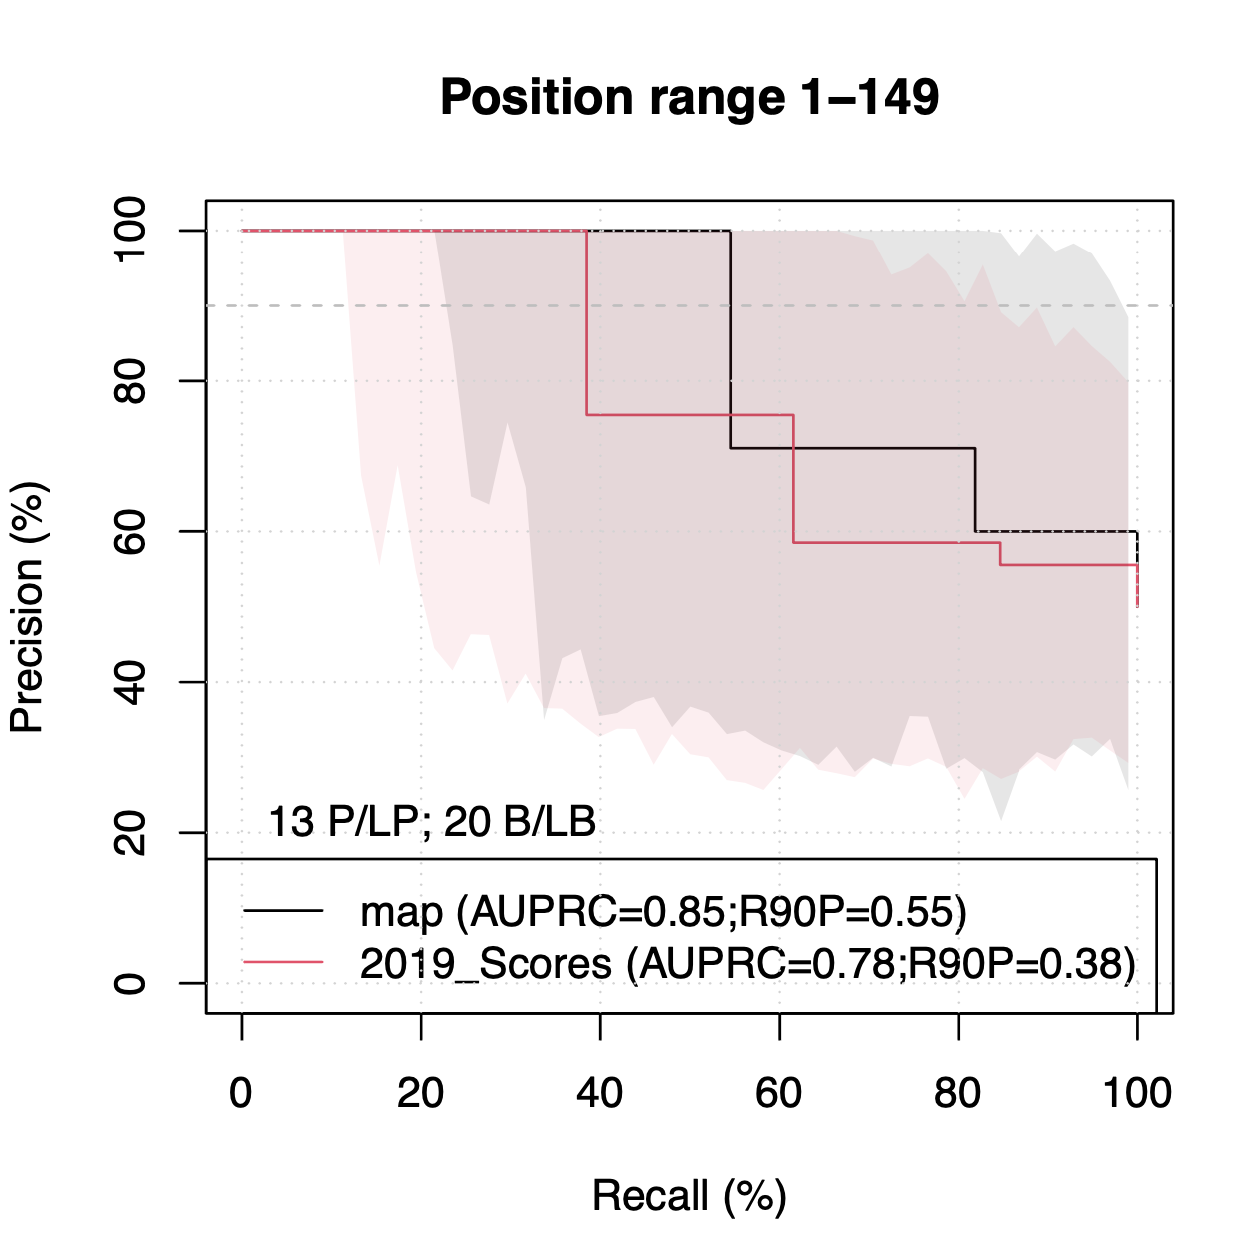 Position range 1–149
Precision (%)
100
80
60
40
20
0
13 P/LP; 20 B/LB
map (AUPRC=0.85;R90P=0.55)
2019_Scores (AUPRC=0.78;R90P=0.38)
0 20 40 60 80 100
Recall (%)